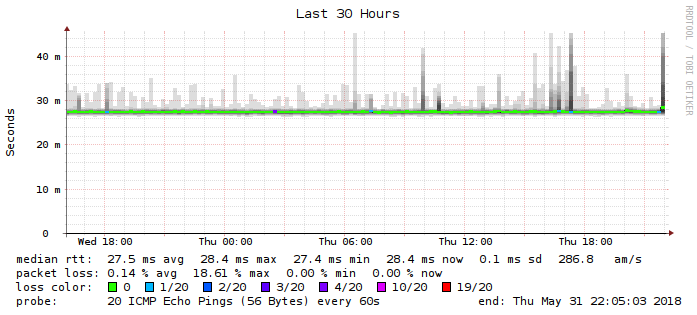 Last 30 Hours
RRDTOOL / TOBI OETIKER
Seconds
40 m
30 m
20 m
10 m
0
Wed 18:00 Thu 00:00 Thu 06:00 Thu 12:00 Thu 18:00
median rtt: 27.5 ms avg 28.4 ms max 27.4 ms min 28.4 ms now 0.1 ms sd 286.8 am/s
packet loss: 0.14 % avg 18.61 % max 0.00 % min 0.00 % now
loss color: 0 1/20 2/20 3/20 4/20 10/20 19/20
probe: 20 ICMP Echo Pings (56 Bytes) every 60s end: Thu May 31 22:05:03 2018